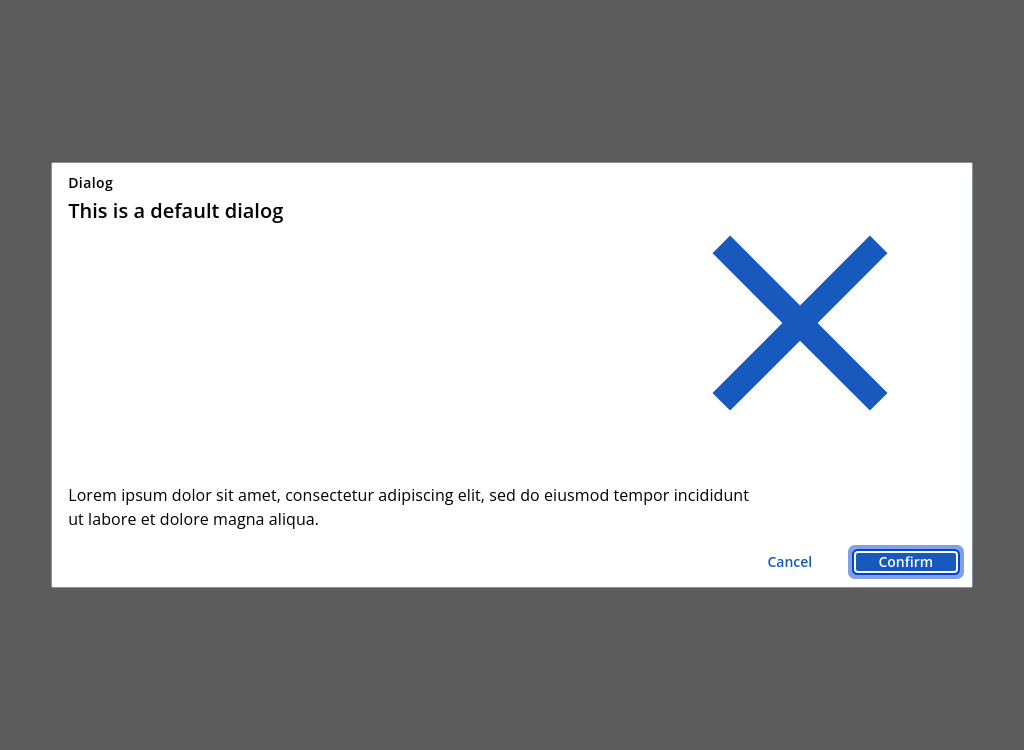 Dialog
This is a default dialog
Lorem ipsum dolor sit amet, consectetur adipiscing elit, sed do eiusmod tempor incididunt
ut labore et dolore magna aliqua.
Cancel
Confirm